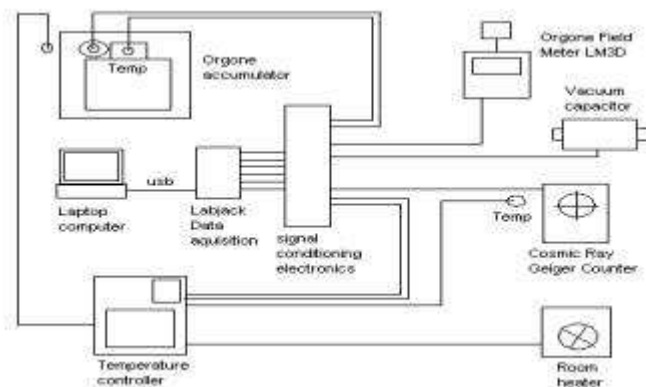 Temp
Orgone
accumulator
Orgone Field
Meter LM3D
Vacuum
capacitor
usb
Laptop
computer
Labjack
Data
aquisition
signal
conditioning
electronics
Temp
Cosmic Ray
Geiger Counter
Temperature
controller
Room
heater